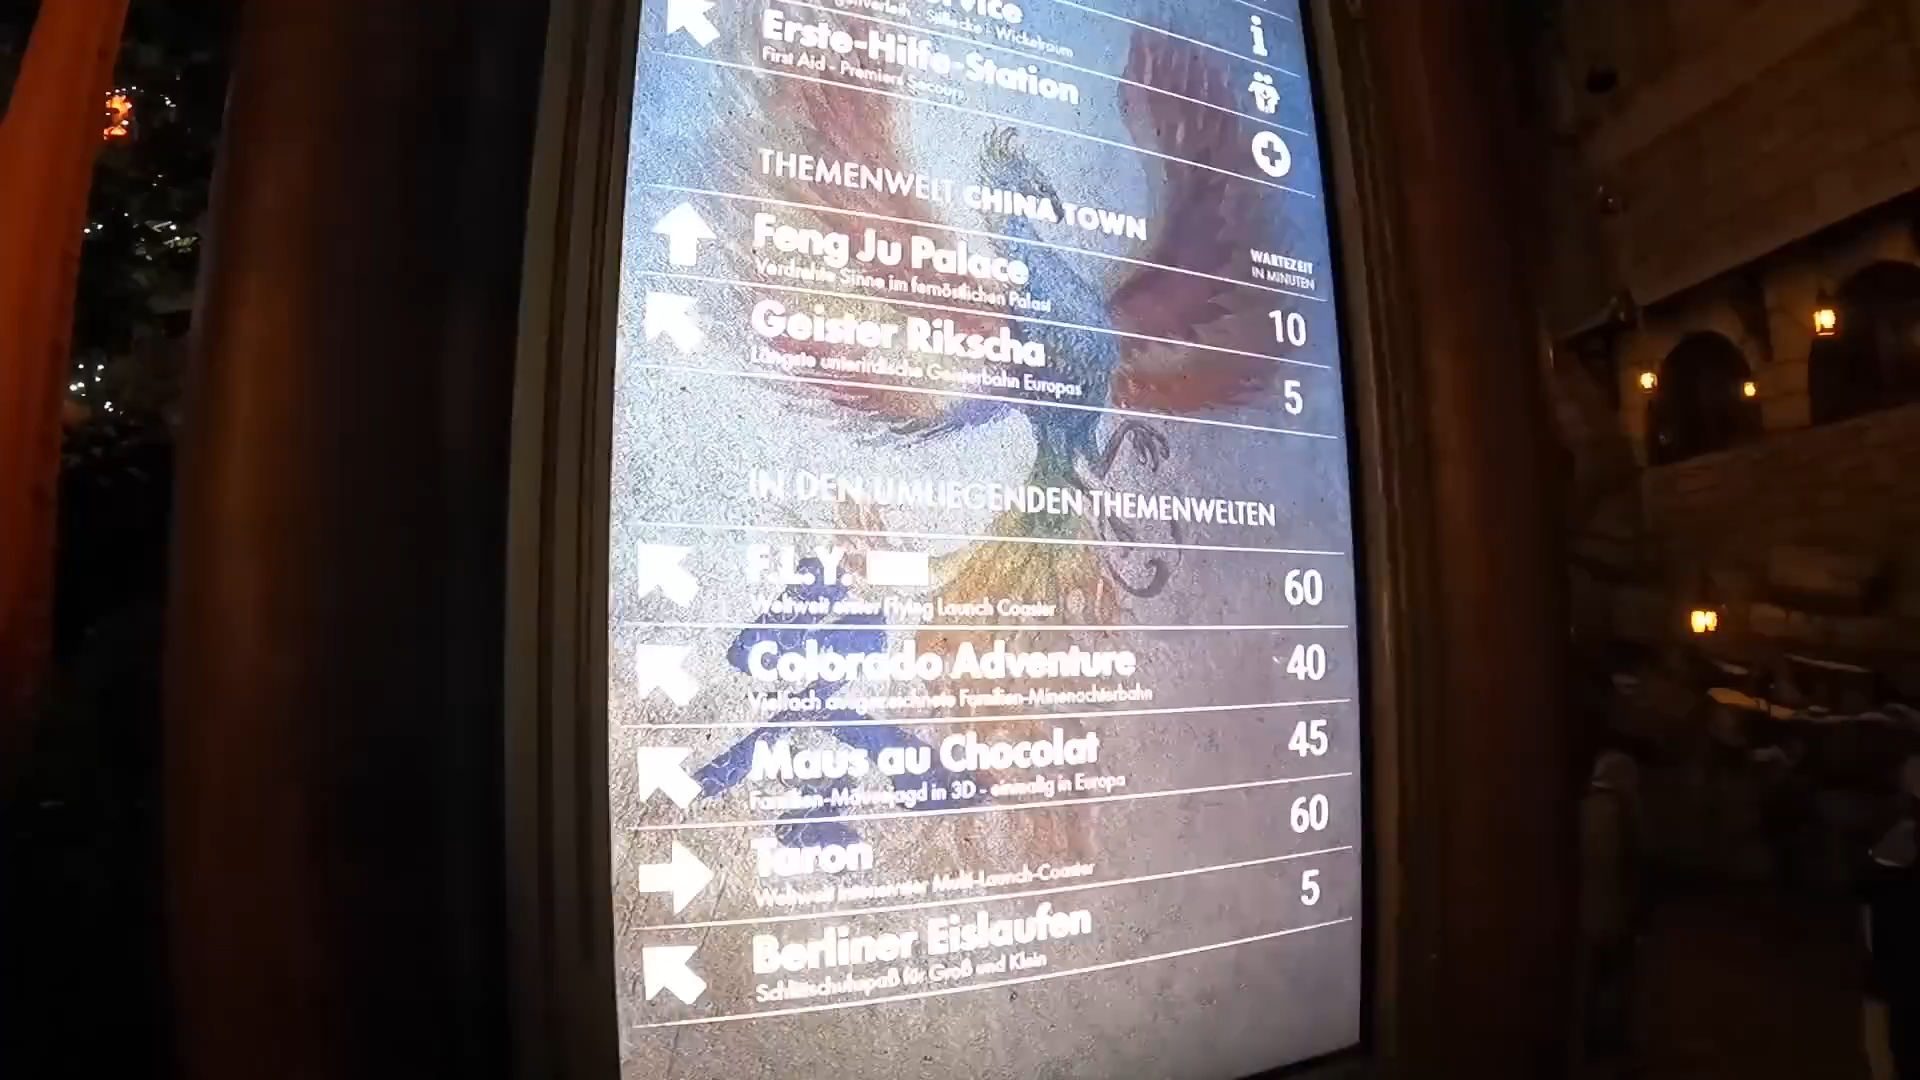 Wickelraum
Erste-Hilfe-Station
First Aid - Premiers Secours
THEMENWELT CHINA TOWN
WARTEZEIT
IN MINUTEN
Feng Ju Palace
Verdrehte Sinne im fernöstlichen Palast
10
Geister Rikscha
Längste unterirdische Geisterbahn Europas
5
IN DEN UMLIEGENDEN THEMENWELTEN
F.L.Y.
Weltweit erster Flying Launch Coaster
60
Colorado Adventure
Vielfach ausgezeichnete Familien-Minenachterbahn
40
Maus au Chocolat
Familien-Mäusejagd in 3D - einmalig in Europa
45
Taron
Weltweit intensivster Multi-Launch-Coaster
60
Berliner Eislaufen
Schlittschuhspaß für Groß und Klein
5